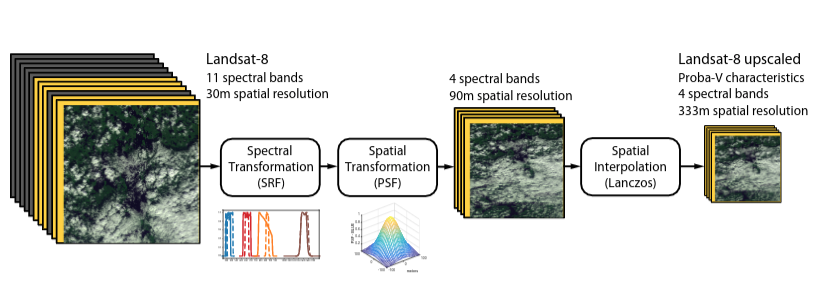 Landsat-8
11 spectral bands
30m spatial resolution
Spectral
Transformation
(SRF)
Spatial
Transformation
(PSF)
4 spectral bands
90m spatial resolution
Spatial
Interpolation
(Lanczos)
Landsat-8 upscaled
Proba-V characteristics
4 spectral bands
333m spatial resolution